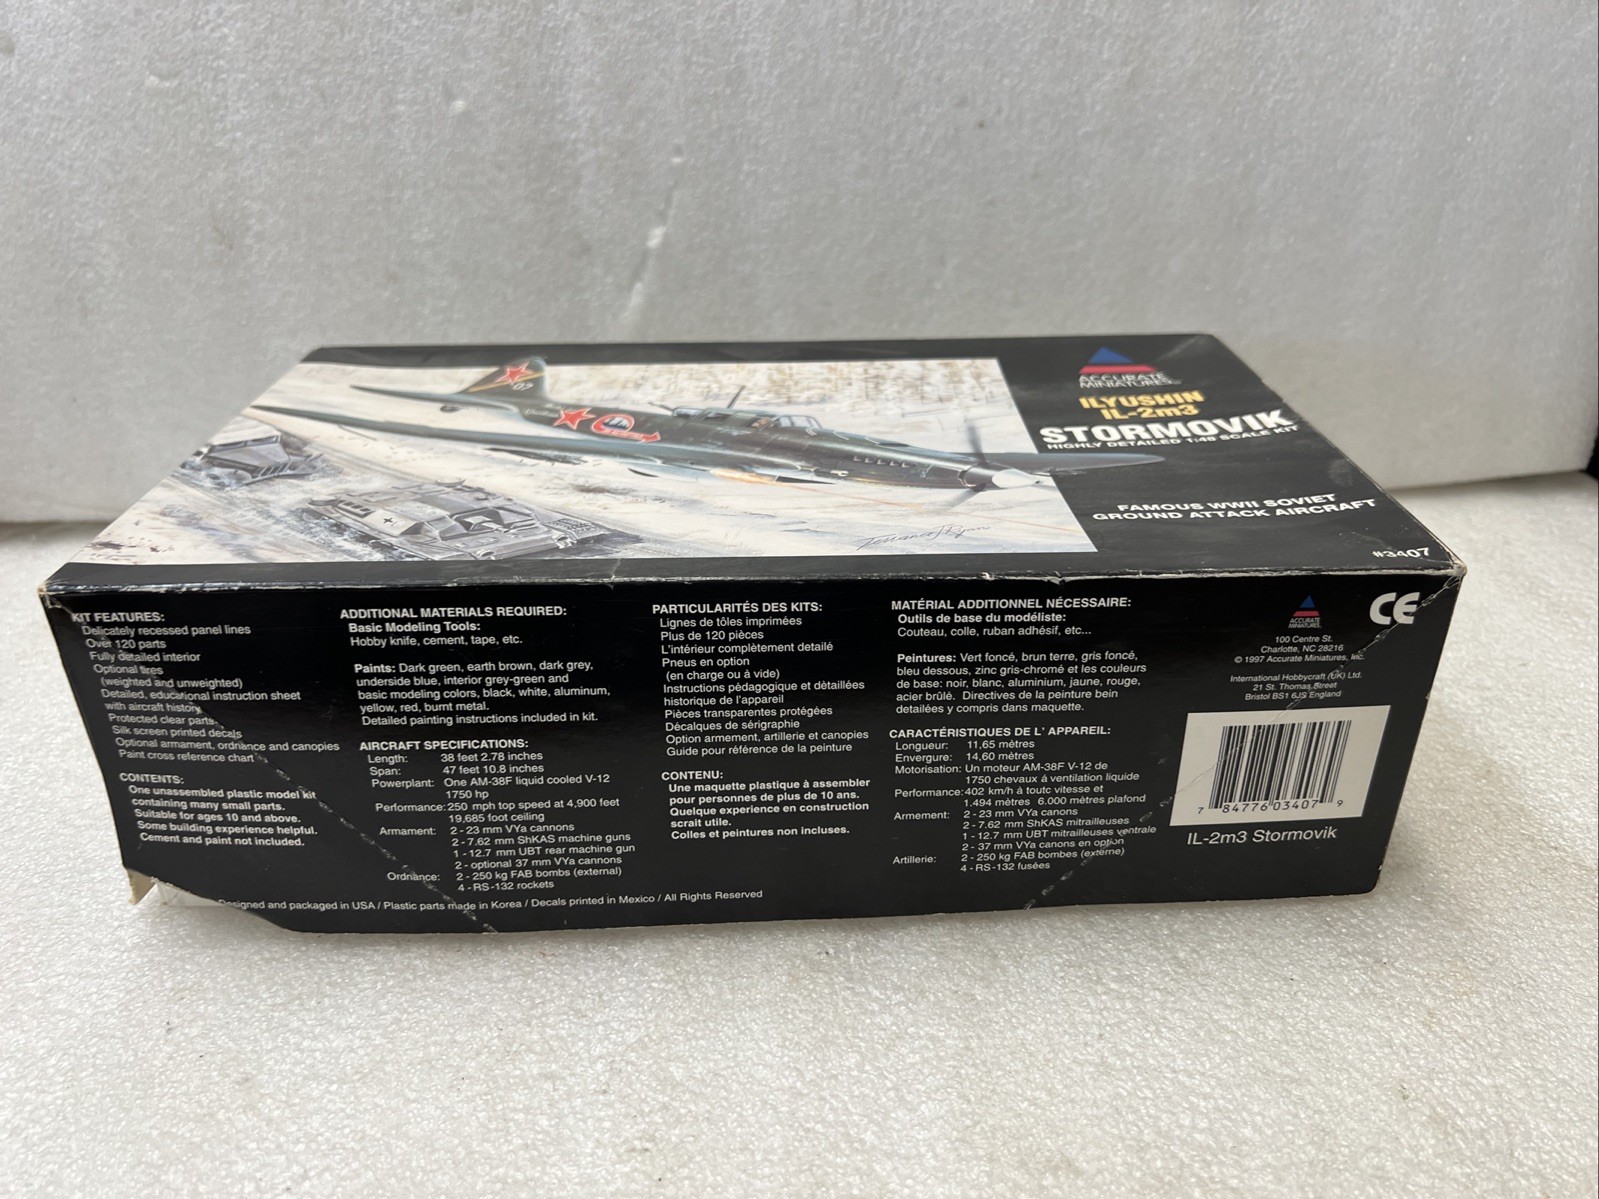 ACCURATE
MINIATURES
ILYUSHIN
IL-2m3
STORMOVIK
HIGHLY DETAILED 1:48 SCALE KIT
FAMOUS WWII SOVIET
GROUND ATTACK AIRCRAFT
#3407
02
KIT FEATURES:
Delicately recessed panel lines
Over 120 parts
Fully detailed interior
Optional tires
(weighted and unweighted)
Detailed, educational instruction sheet
with aircraft history
Protected clear parts
Silk screen printed decals
Optional armament, ordnance and canopies
Paint cross reference chart
CONTENTS:
One unassembled plastic model kit
containing many small parts.
Suitable for ages 10 and above.
Some building experience helpful.
Cement and paint not included.
ADDITIONAL MATERIALS REQUIRED:
Basic Modeling Tools:
Hobby knife, cement, tape, etc.
Paints: Dark green, earth brown, dark grey,
underside blue, interior grey-green and
basic modeling colors, black, white, aluminum,
yellow, red, burnt metal.
Detailed painting instructions included in kit.
AIRCRAFT SPECIFICATIONS:
Length: 38 feet 2.78 inches
Span: 47 feet 10.8 inches
Powerplant: One AM-38F liquid cooled V-12
1750 hp
Performance: 250 mph top speed at 4,900 feet
19,685 foot ceiling
Armament: 2 - 23 mm VYa cannons
2 - 7.62 mm ShKAS machine guns
1 - 12.7 mm UBT rear machine gun
2 - optional 37 mm VYa cannons
Ordnance: 2 - 250 kg FAB bombs (external)
4 - RS-132 rockets
Designed and packaged in USA / Plastic parts made in Korea / Decals printed in Mexico / All Rights Reserved
PARTICULARITÉS DES KITS:
Lignes de tôles imprimées
Plus de 120 pièces
L'intérieur complètement detailé
Pneus en option
(en charge ou à vide)
Instructions pédagogique et dètaillées
historique de l'appareil
Pièces transparentes protégées
Décalques de sérigraphie
Option armement, artillerie et canopies
Guide pour référence de la peinture
CONTENU:
Une maquette plastique à assembler
pour personnes de plus de 10 ans.
Quelque experience en construction
scrait utile.
Colles et peintures non incluses.
MATÉRIAL ADDITIONNEL NÉCESSAIRE:
Outils de base du modéliste:
Couteau, colle, ruban adhésif, etc...
Peintures: Vert foncé, brun terre, gris foncé,
bleu dessous, zinc gris-chromé et les couleurs
de base: noir, blanc, aluminium, jaune, rouge,
acier brûlé. Directives de la peinture bein
detailées y compris dans maquette.
CARACTÉRISTIQUES DE L' APPAREIL:
Longueur: 11,65 mètres
Envergure: 14,60 mètres
Motorisation: Un moteur AM-38F V-12 de
1750 chevaux á ventilation liquide
Performance: 402 km/h à toutc vitesse et
1.494 mètres 6.000 mètres plafond
Armement: 2 - 23 mm VYa canons
2 - 7.62 mm ShKAS mitrailleuses
1 - 12.7 mm UBT mitrailleuses ventrale
2 - 37 mm VYa canons en option
Artillerie: 2 - 250 kg FAB bombes (externe)
4 - RS-132 fusées
CE
ACCURATE
MINIATURES
100 Centre St.
Charlotte, NC 28216
© 1997 Accurate Miniatures, Inc.
International Hobbycraft (UK) Ltd.
21 St. Thomas Street
Bristol BS1 6JS England
7 84776 03407 9
IL-2m3 Stormovik